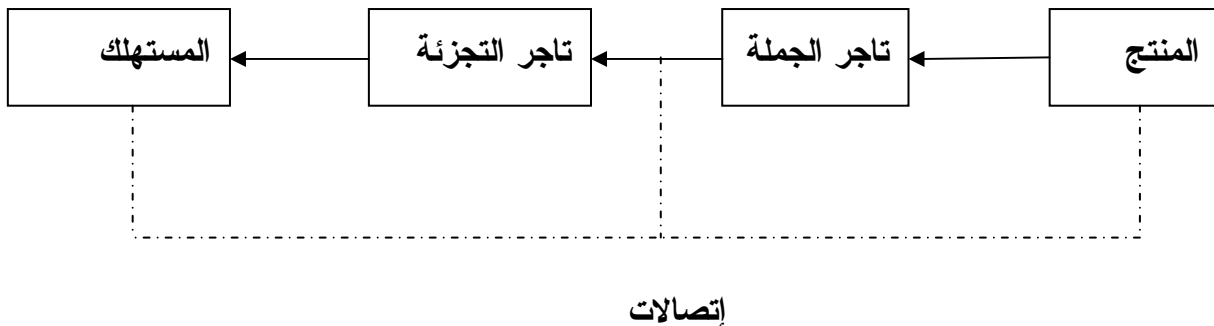 المنتج
تاجر الجملة
تاجر التجزئة
المستهلك
إتصالات